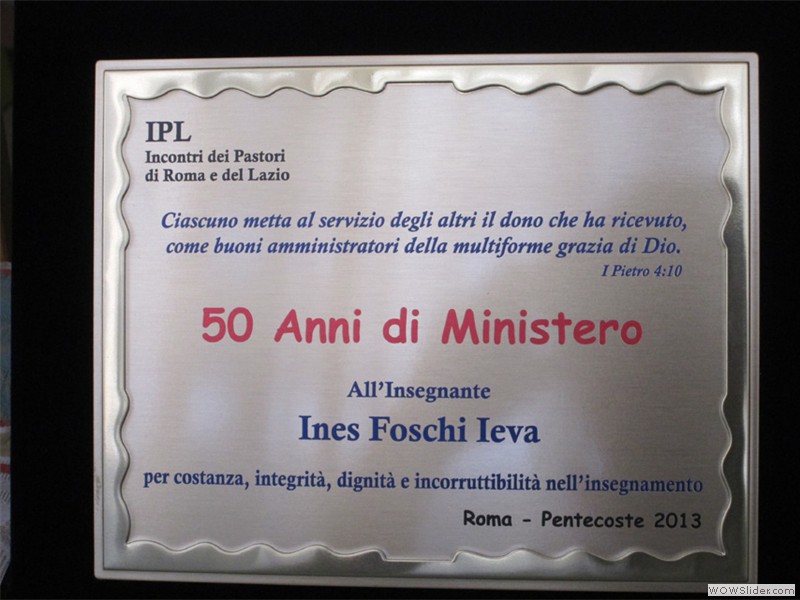 IPL
Incontri dei Pastori
di Roma e del Lazio
Ciascuno metta al servizio degli altri il dono che ha ricevuto,
come buoni amministratori della multiforme grazia di Dio.
I Pietro 4:10
50 Anni di Ministero
All'Insegnante
Ines Foschi Ieva
per costanza, integrità, dignità e incorruttibilità nell'insegnamento
Roma - Pentecoste 2013
WOWSlider.com